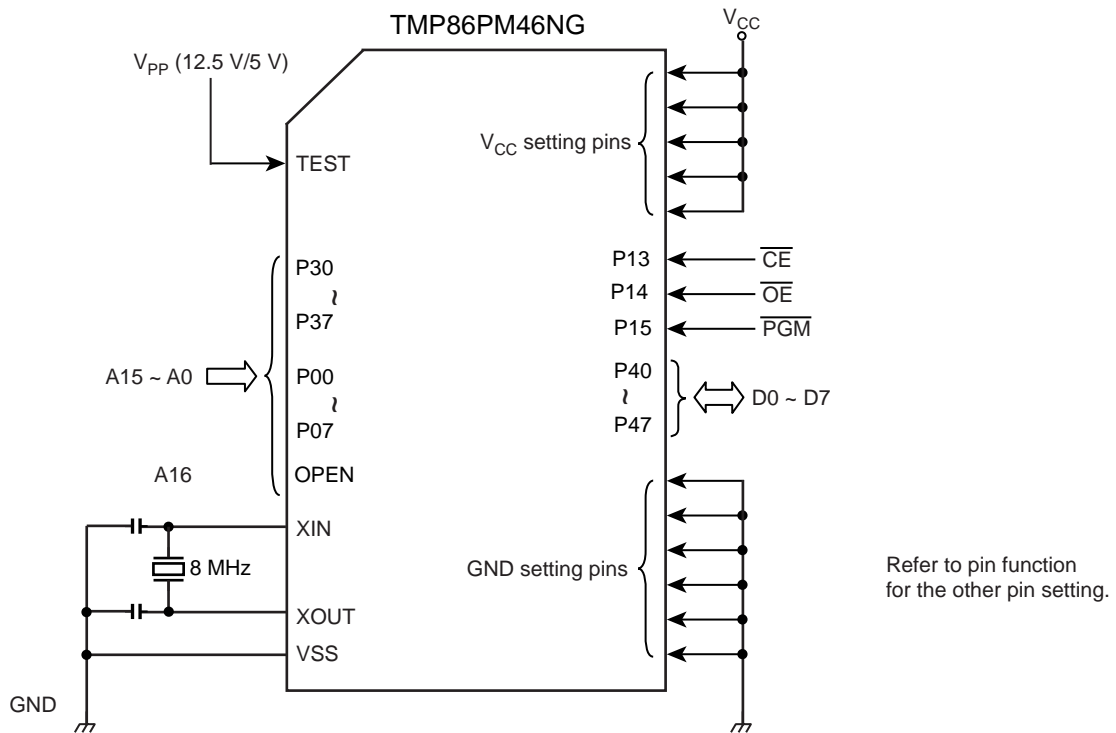 TMP86PM46NG
VCC
VPP (12.5 V/5 V)
VCC setting pins
TEST
P30
~
P37
A15 ~ A0
P00
~
P07
A16
OPEN
XIN
8 MHz
XOUT
VSS
GND
P13
CE
P14
OE
P15
PGM
P40
~
P47
D0 ~ D7
GND setting pins
Refer to pin function
for the other pin setting.